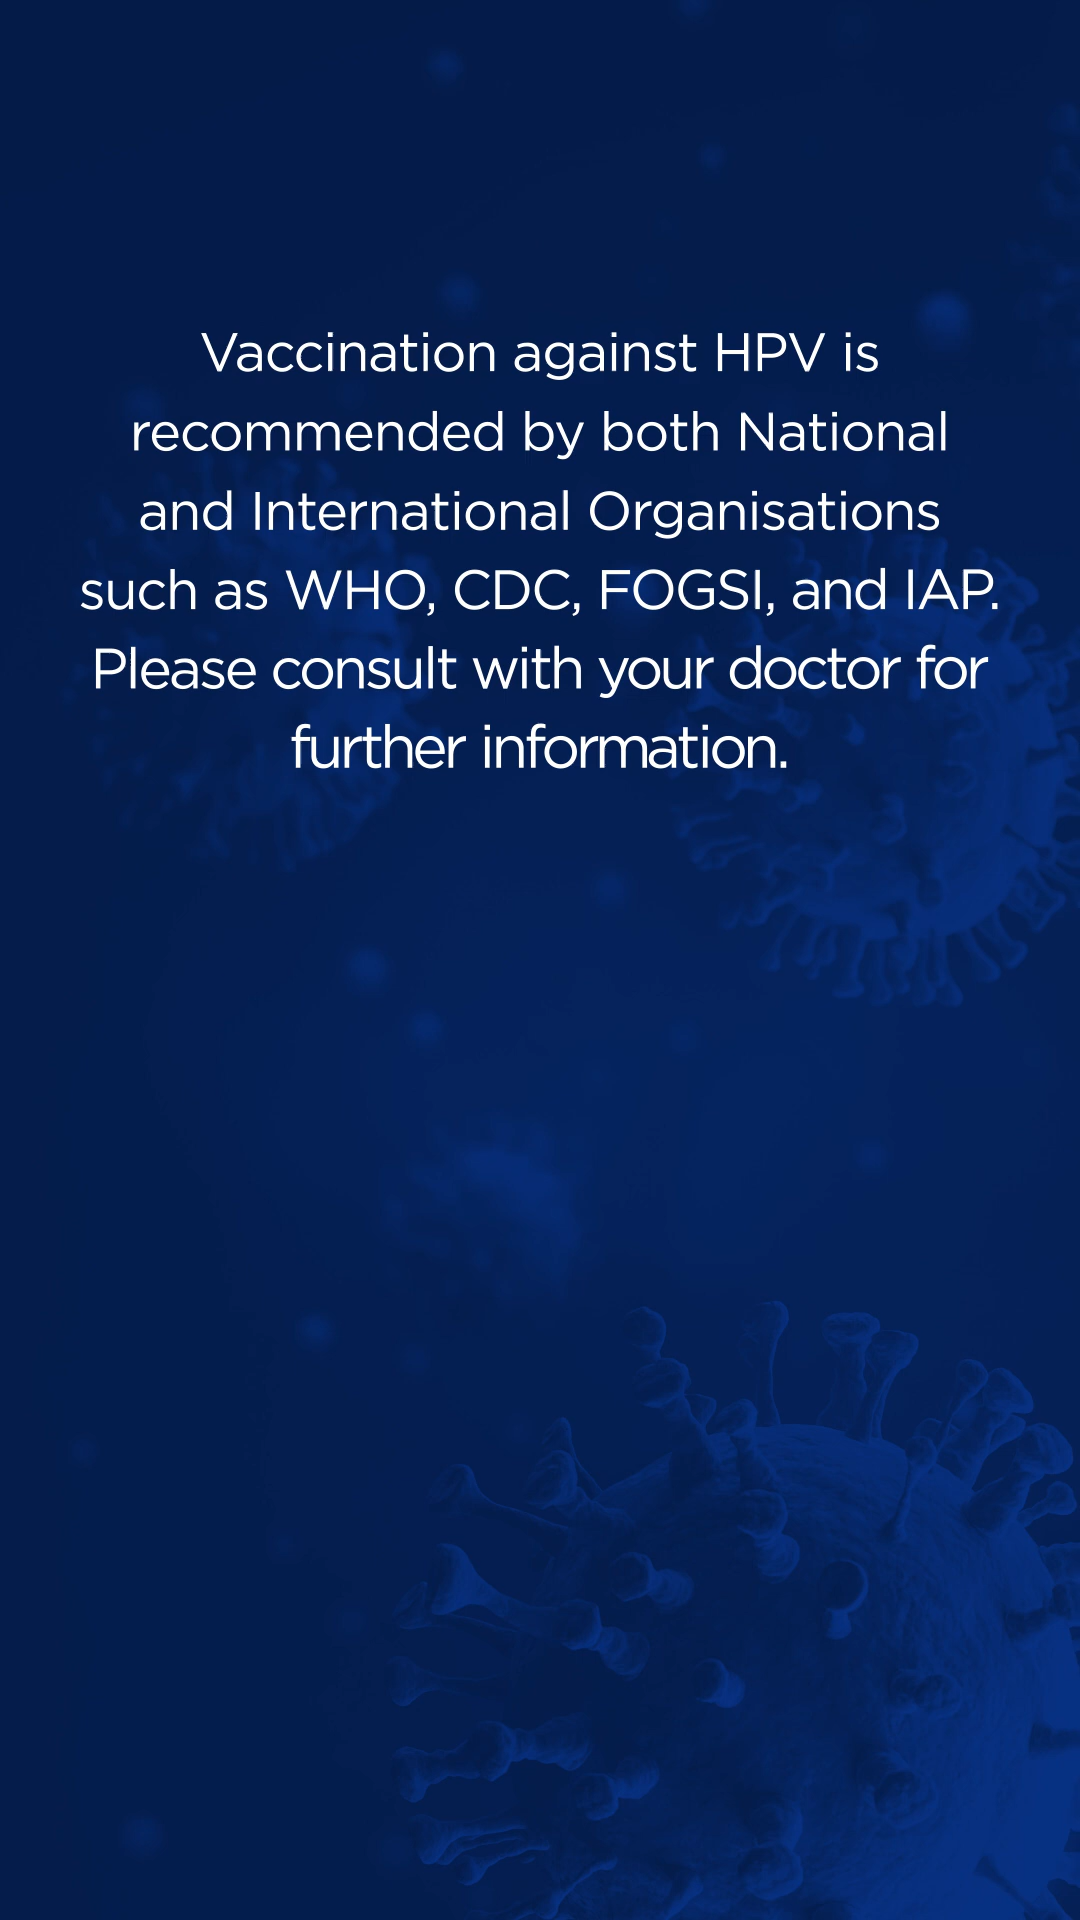 Vaccination against HPV is
recommended by both National
and International Organisations
such as WHO, CDC, FOGSI, and IAP.
Please consult with your doctor for
further information.